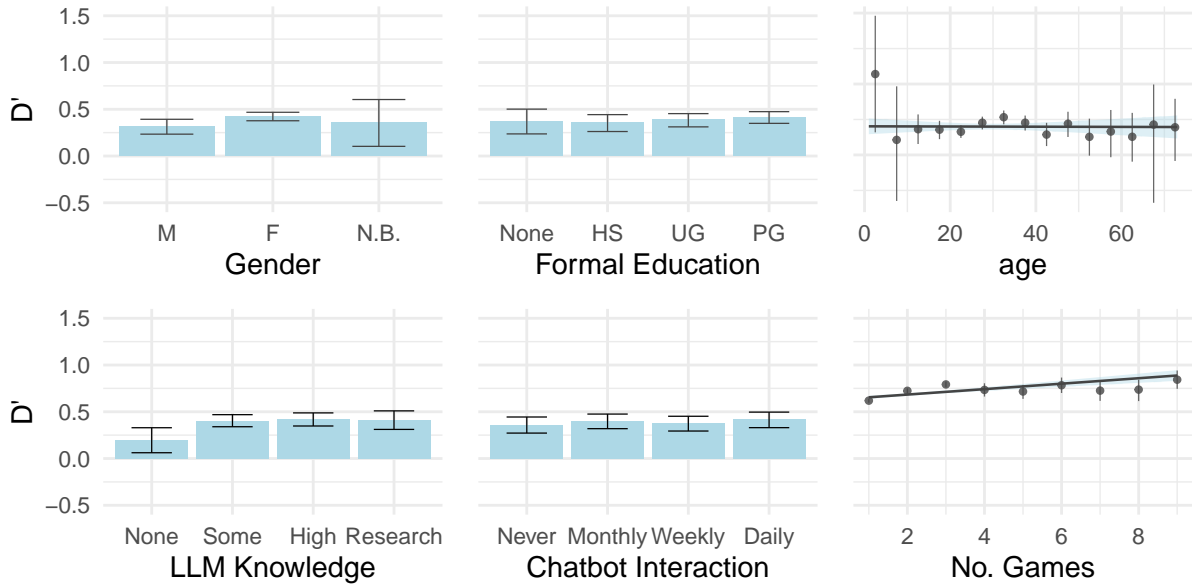 1.5
1.0
0.5
0.0
−0.5
D'
M F N.B.
Gender
None HS UG PG
Formal Education
0 20 40 60
age
1.5
1.0
0.5
0.0
−0.5
D'
None Some High Research
LLM Knowledge
Never Monthly Weekly Daily
Chatbot Interaction
2 4 6 8
No. Games